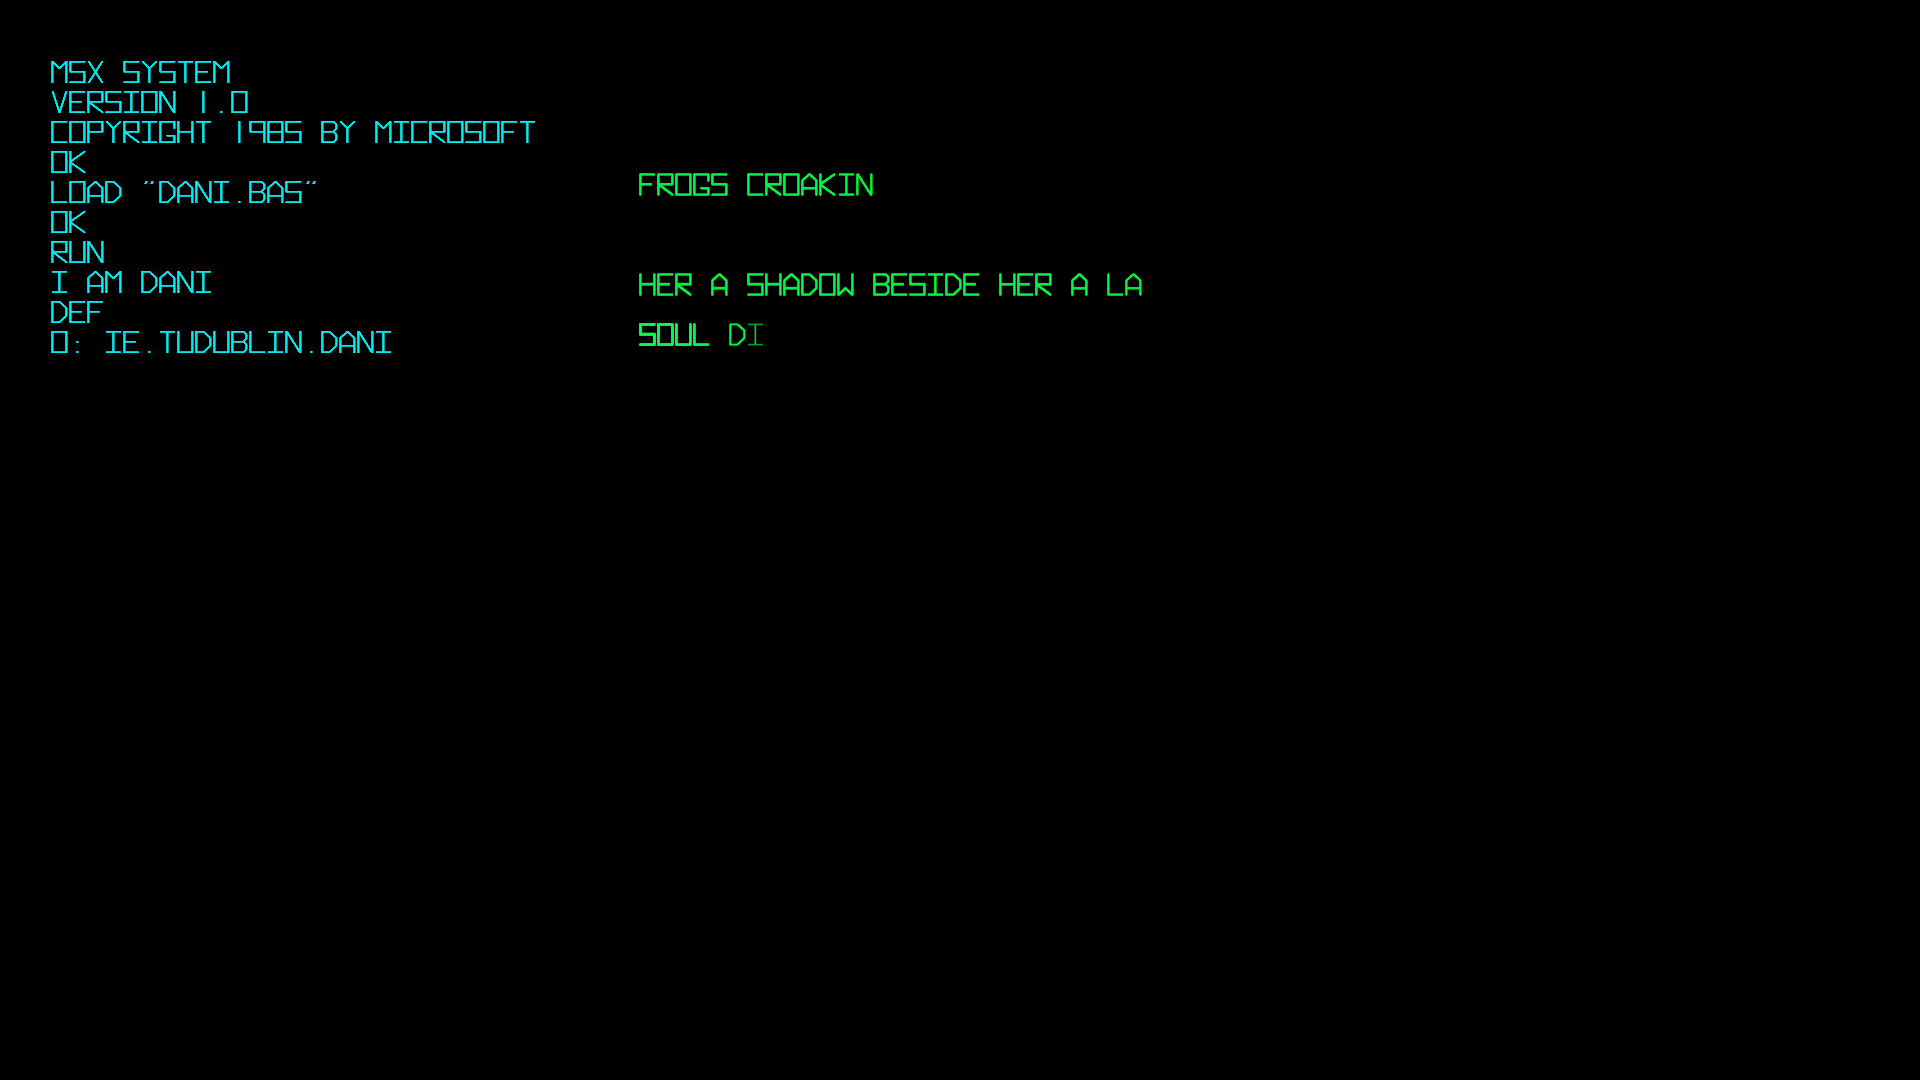 MSX SYSTEM
VERSION 1.0
COPYRIGHT 1985 BY MICROSOFT
OK
LOAD "DANI.BAS"
OK
RUN
I AM DANI
DEF
0: IE.TUDUBLIN.DANI
FROGS CROAKIN
HER A SHADOW BESIDE HER A LA
SOUL DI